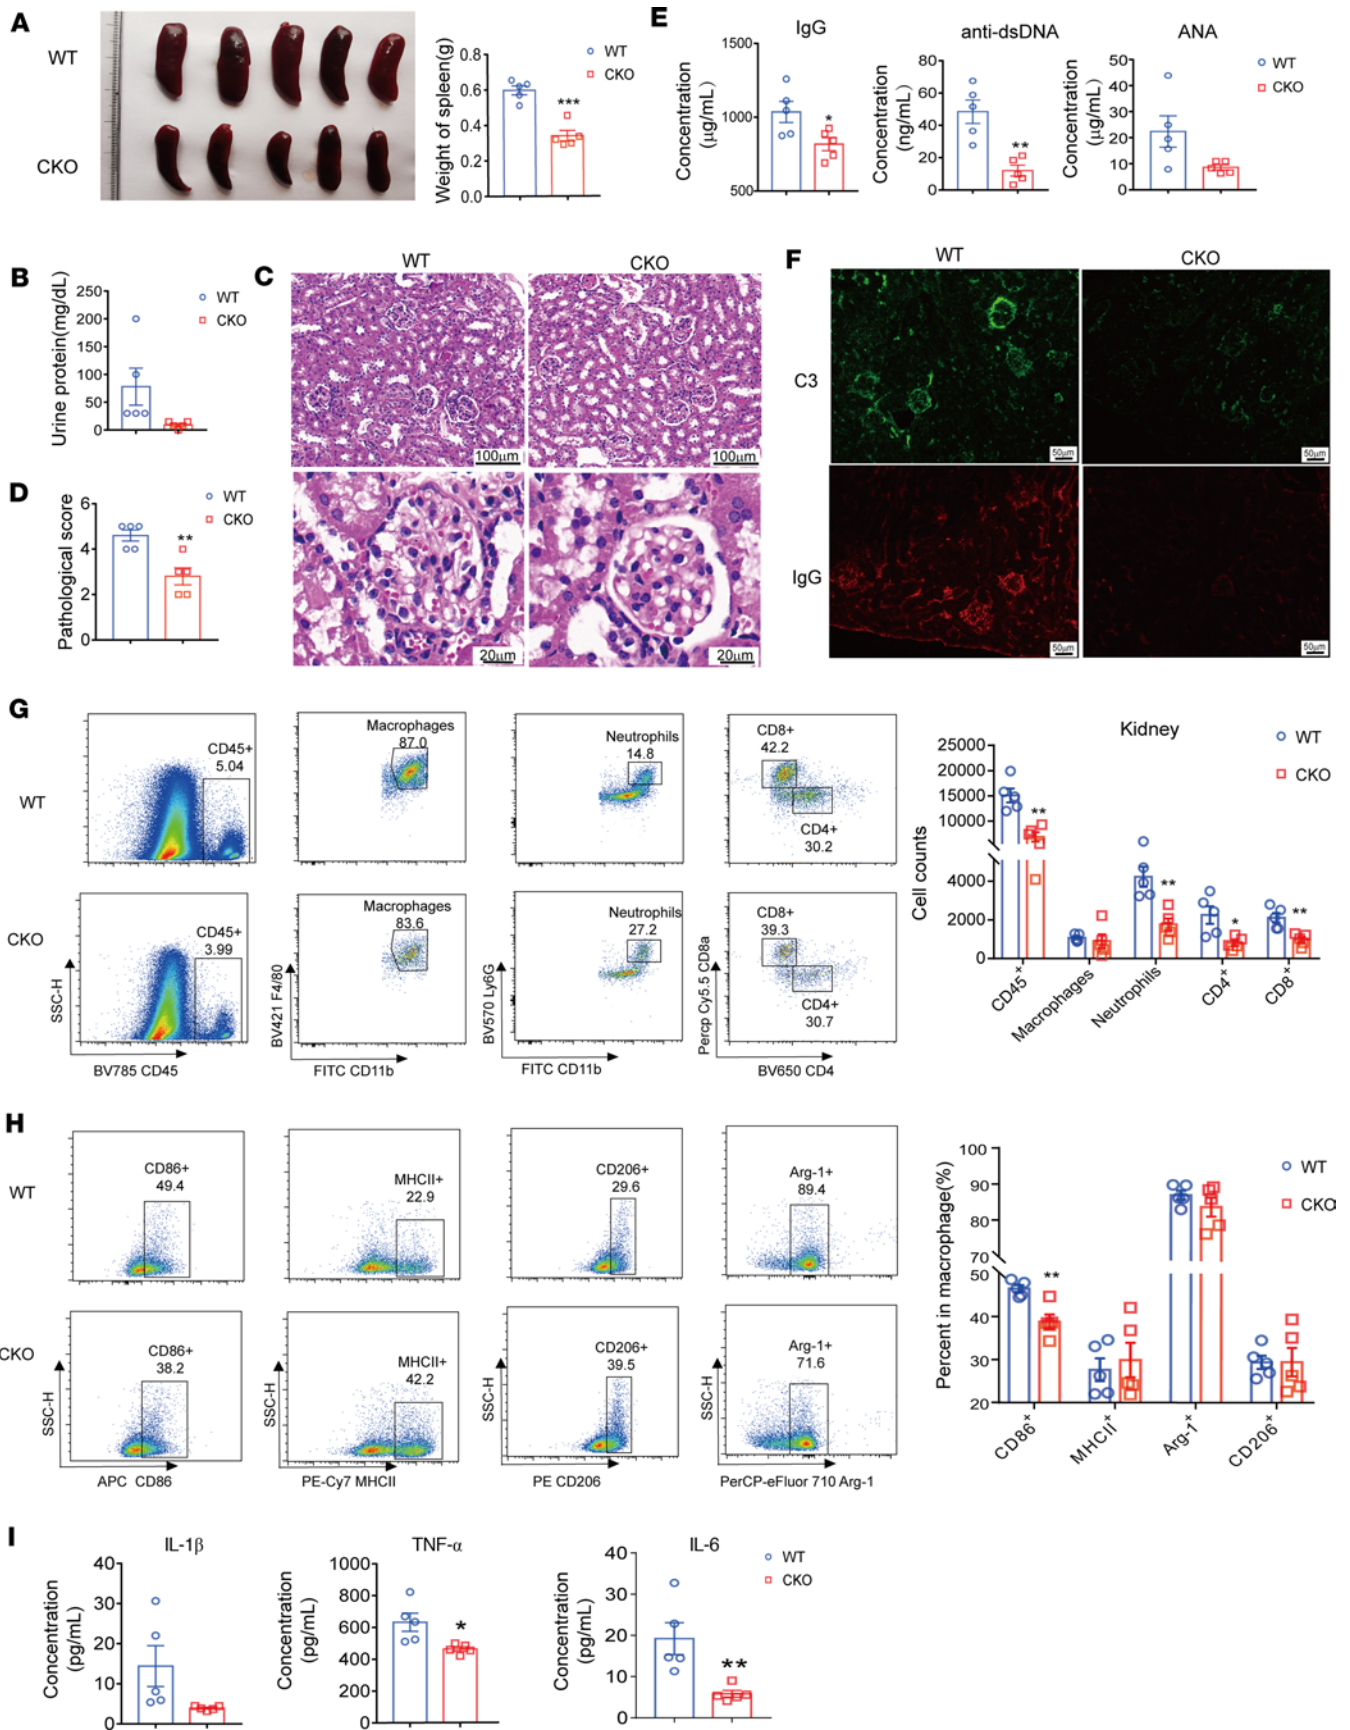 A
WT
CKO
Weight of spleen(g)
0.8
0.6
0.4
0.2
0.0
***
WT
CKO
E
IgG
Concentration
(μg/mL)
1500
1000
500
*
anti-dsDNA
Concentration
(ng/mL)
80
60
40
20
0
**
ANA
Concentration
(μg/mL)
50
40
30
20
10
0
WT
CKO
B
Urine protein(mg/dL)
250
200
150
100
50
0
WT
CKO
C
WT
CKO
100μm
100μm
20μm
20μm
D
Pathological score
6
4
2
0
**
WT
CKO
F
WT
CKO
C3
IgG
50μm
50μm
50μm
50μm
G
WT
CD45+
5.04
Macrophages
87.0
Neutrophils
14.8
CD8+
42.2
CD4+
30.2
CKO
CD45+
3.99
Macrophages
83.6
Neutrophils
27.2
CD8+
39.3
CD4+
30.7
SSC-H
BV785 CD45
BV421 F4/80
FITC CD11b
BV570 Ly6G
FITC CD11b
Percp Cy5.5 CD8a
BV650 CD4
Kidney
WT
CKO
Cell counts
25000
20000
15000
10000
4000
2000
0
**
**
*
**
CD45+
Macrophages
Neutrophils
CD4+
CD8+
H
WT
CD86+
49.4
MHCII+
22.9
CD206+
29.6
Arg-1+
89.4
CKO
CD86+
38.2
MHCII+
42.2
CD206+
39.5
Arg-1+
71.6
SSC-H
APC CD86
SSC-H
PE-Cy7 MHCII
SSC-H
PE CD206
SSC-H
PerCP-eFluor 710 Arg-1
Percent in macrophage(%)
100
90
80
70
50
40
30
20
**
WT
CKO
CD86+
MHCII+
Arg-1+
CD206+
I
IL-1β
Concentration
(pg/mL)
40
30
20
10
0
TNF-α
Concentration
(pg/mL)
1000
800
600
400
200
0
*
IL-6
Concentration
(pg/mL)
40
30
20
10
0
**
WT
CKO